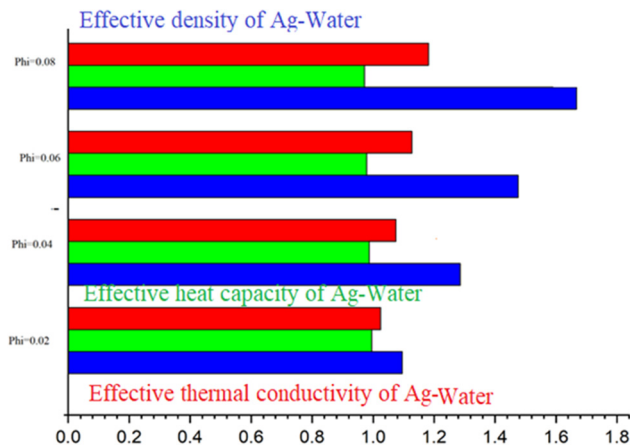 Effective density of Ag-Water
Phi=0.08
Phi=0.06
Phi=0.04
Effective heat capacity of Ag-Water
Phi=0.02
Effective thermal conductivity of Ag-Water
0.0 0.2 0.4 0.6 0.8 1.0 1.2 1.4 1.6 1.8